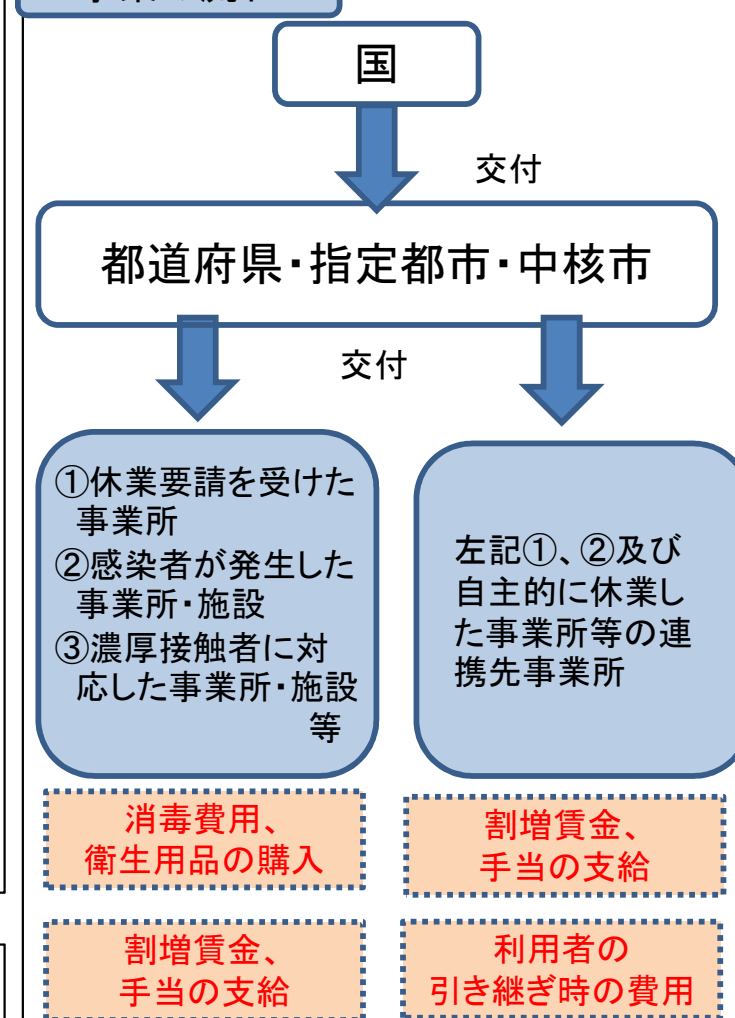 国
交付
都道府県・指定都市・中核市
交付
①休業要請を受けた
事業所
②感染者が発生した
事業所・施設
③濃厚接触者に対
応した事業所・施設
等
左記①、②及び
自主的に休業し
た事業所等の連
携先事業所
消毒費用、
衛生用品の購入
割増賃金、
手当の支給
割増賃金、
手当の支給
利用者の
引き継ぎ時の費用